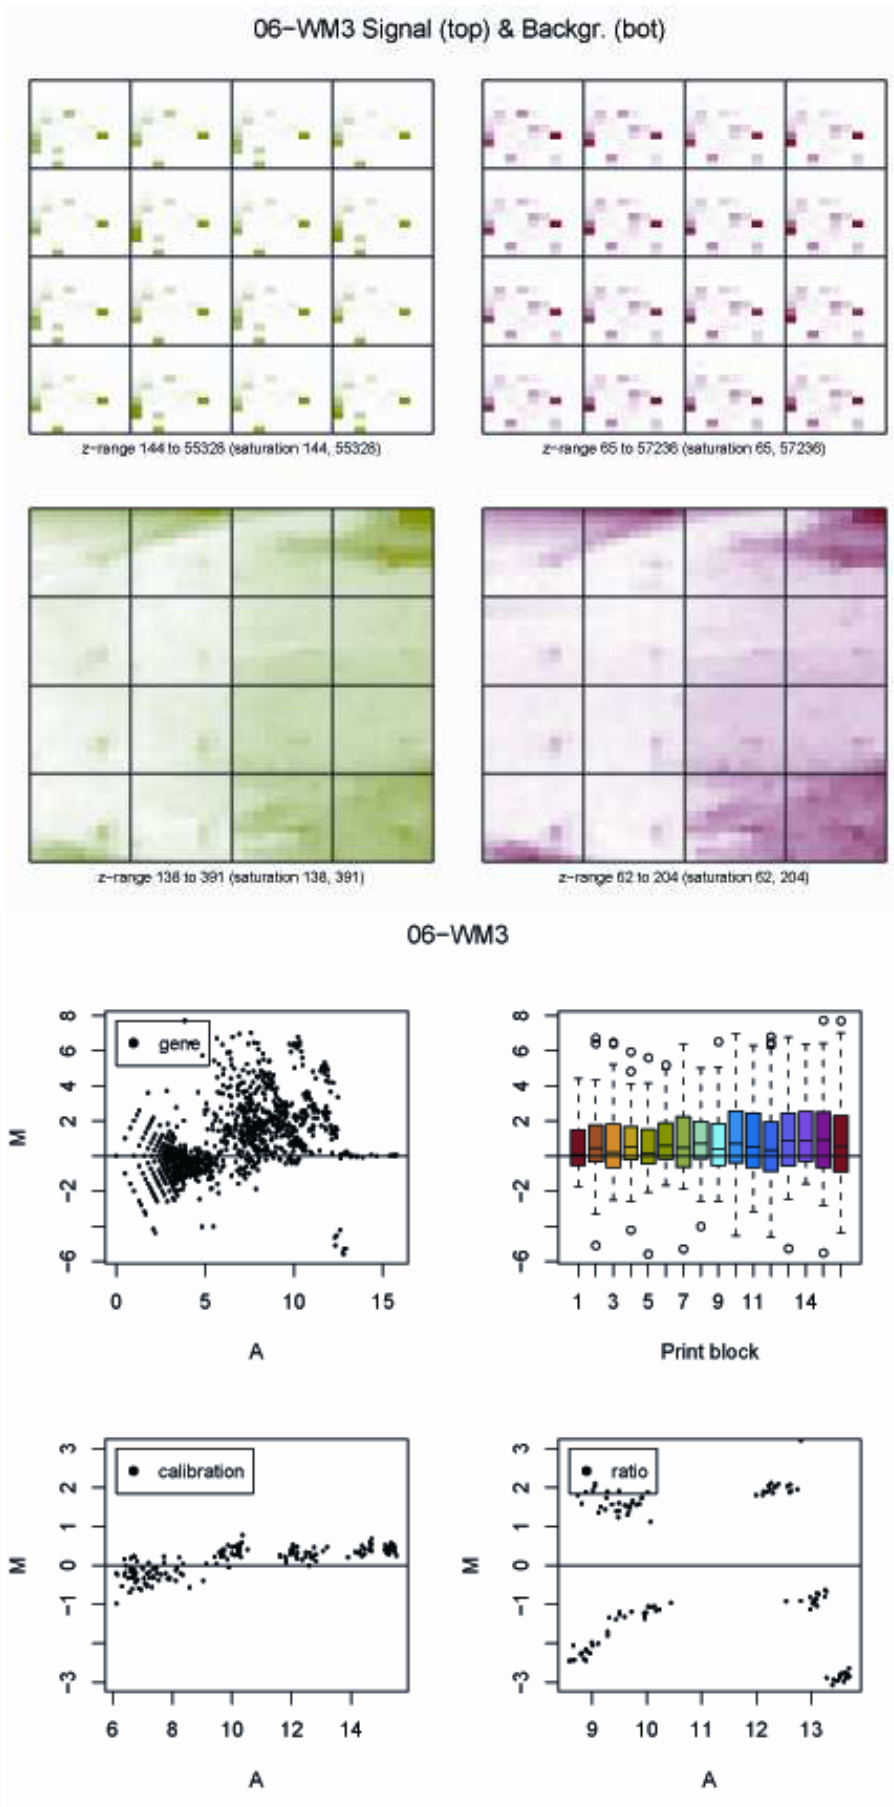 06−WM3 Signal (top) & Backgr. (bot)
z−range 144 to 55328 (saturation 144, 55328)
z−range 65 to 57236 (saturation 65, 57236)
z−range 138 to 391 (saturation 138, 391)
z−range 62 to 204 (saturation 62, 204)
06−WM3
gene
M
8
6
4
2
−2
−6
0 5 10 15
A
8
6
4
2
−2
−6
1 3 5 7 9 11 14
Print block
calibration
M
3
2
1
0
−1
−3
6 8 10 12 14
A
ratio
M
3
2
1
0
−1
−3
9 10 11 12 13
A